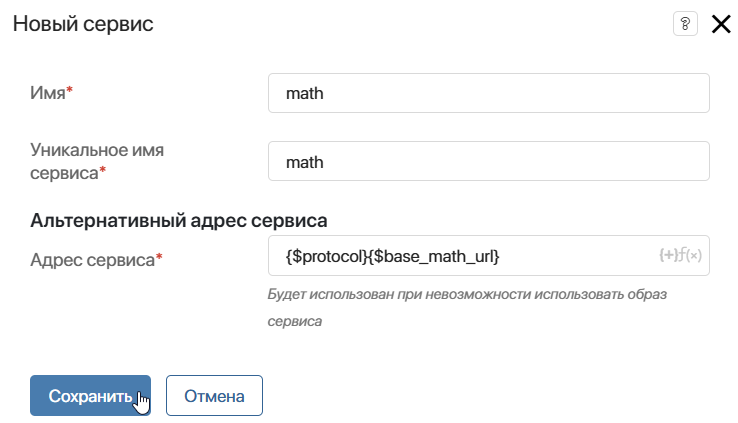 Новый сервис
?
Имя*
math
Уникальное имя
сервиса*
math
Альтернативный адрес сервиса
Адрес сервиса*
{$protocol}{$base_math_url}
{+}ƒ(×)
Будет использован при невозможности использовать образ
сервиса
Сохранить
Отмена